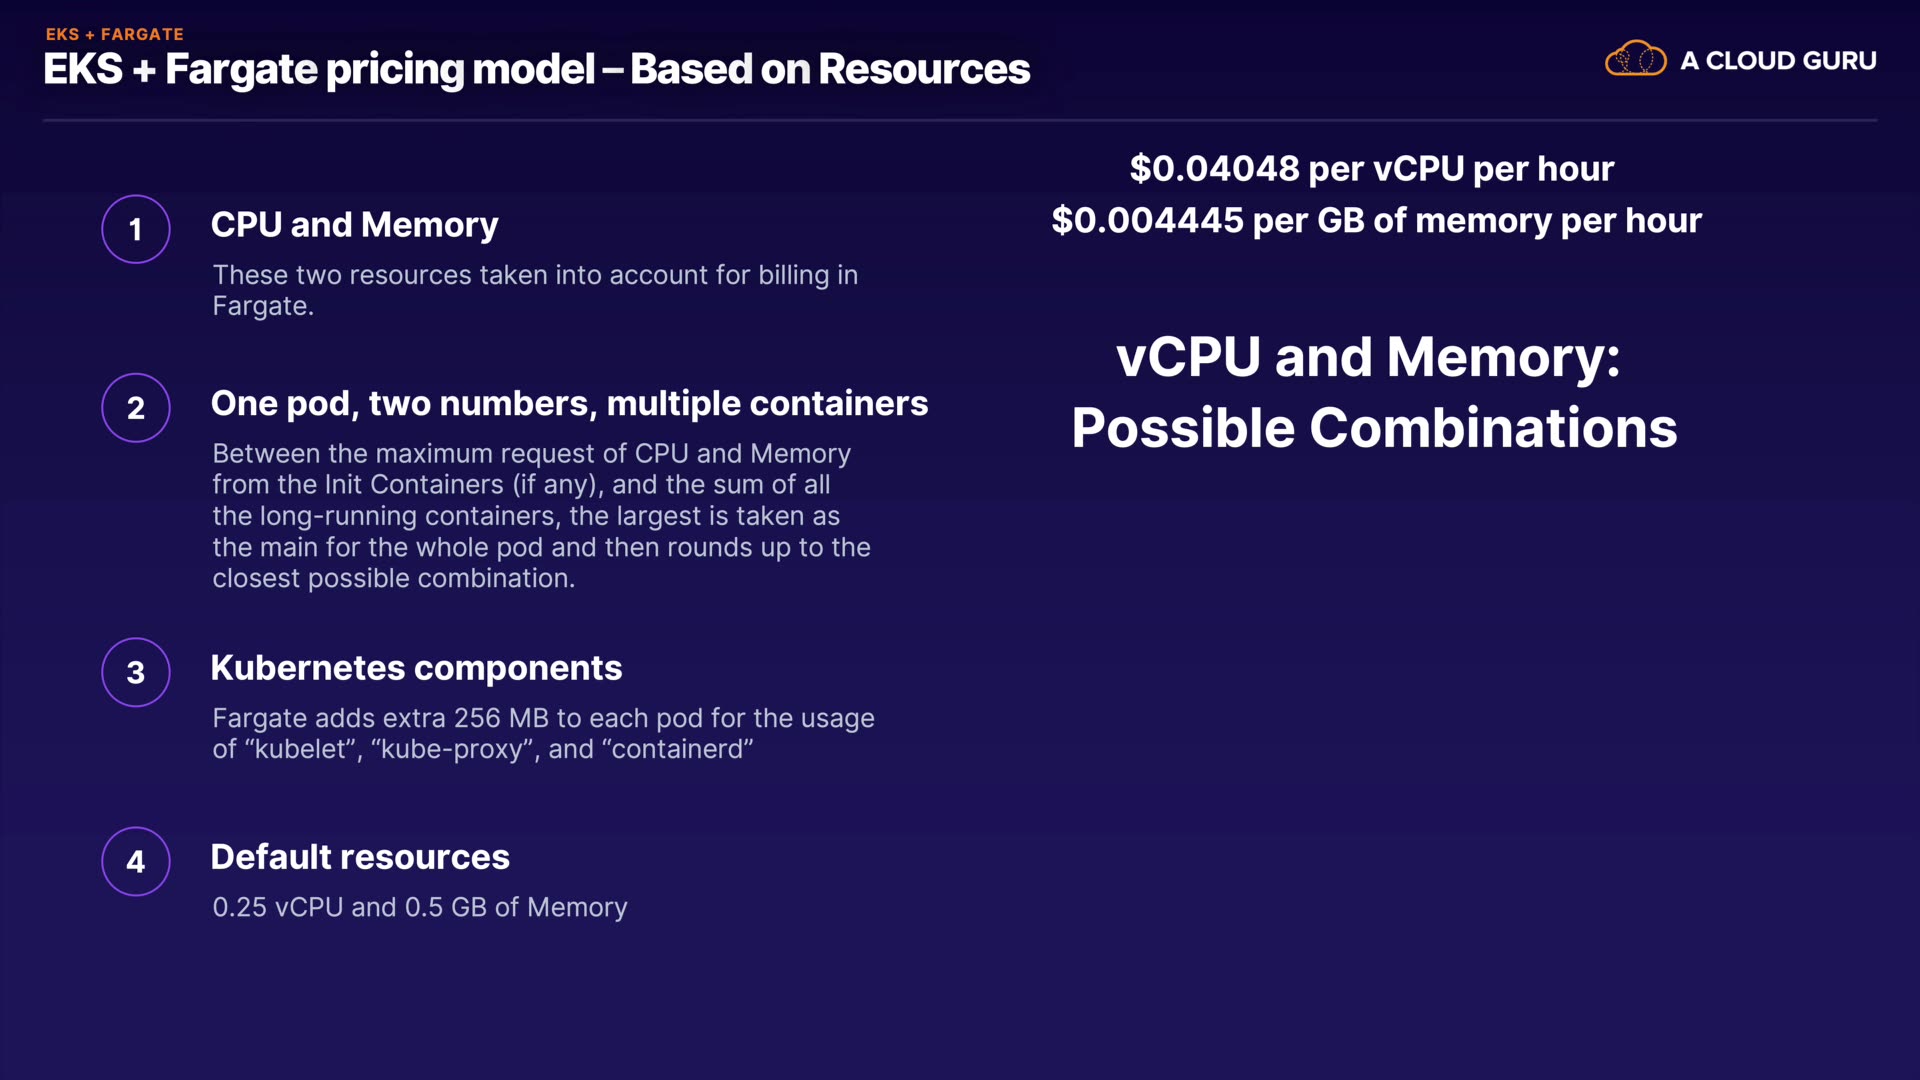 EKS + FARGATE
EKS + Fargate pricing model – Based on Resources
A CLOUD GURU
1
CPU and Memory
These two resources taken into account for billing in
Fargate.
2
One pod, two numbers, multiple containers
Between the maximum request of CPU and Memory
from the Init Containers (if any), and the sum of all
the long-running containers, the largest is taken as
the main for the whole pod and then rounds up to the
closest possible combination.
3
Kubernetes components
Fargate adds extra 256 MB to each pod for the usage
of “kubelet”, “kube-proxy”, and “containerd”
4
Default resources
0.25 vCPU and 0.5 GB of Memory
$0.04048 per vCPU per hour
$0.004445 per GB of memory per hour
vCPU and Memory:
Possible Combinations